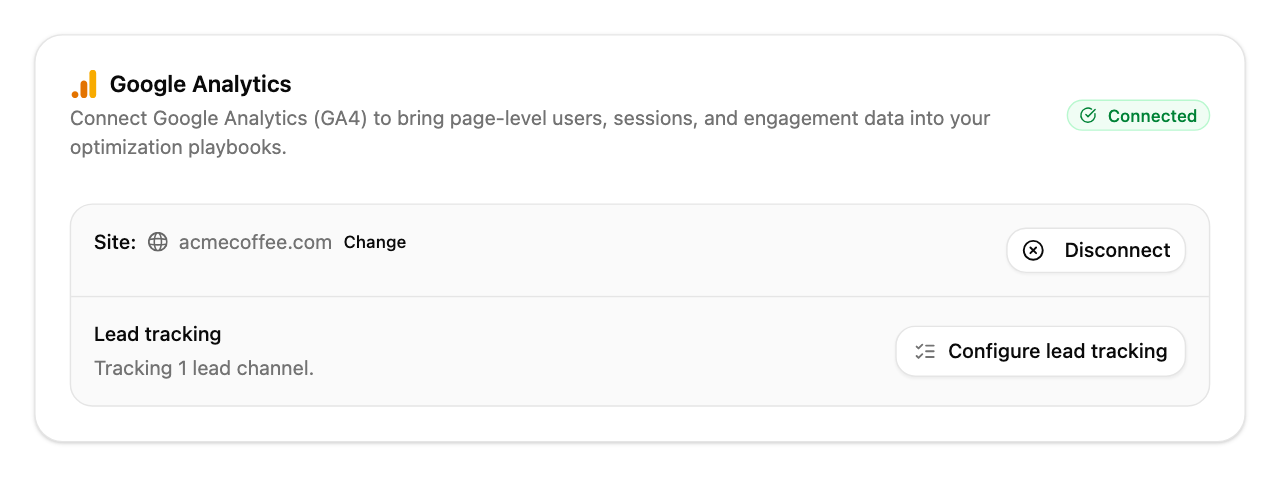 Google Analytics
Connect Google Analytics (GA4) to bring page-level users, sessions, and engagement data into your
optimization playbooks.
Connected
Site: acmecoffee.com Change
Disconnect
Lead tracking
Tracking 1 lead channel.
Configure lead tracking